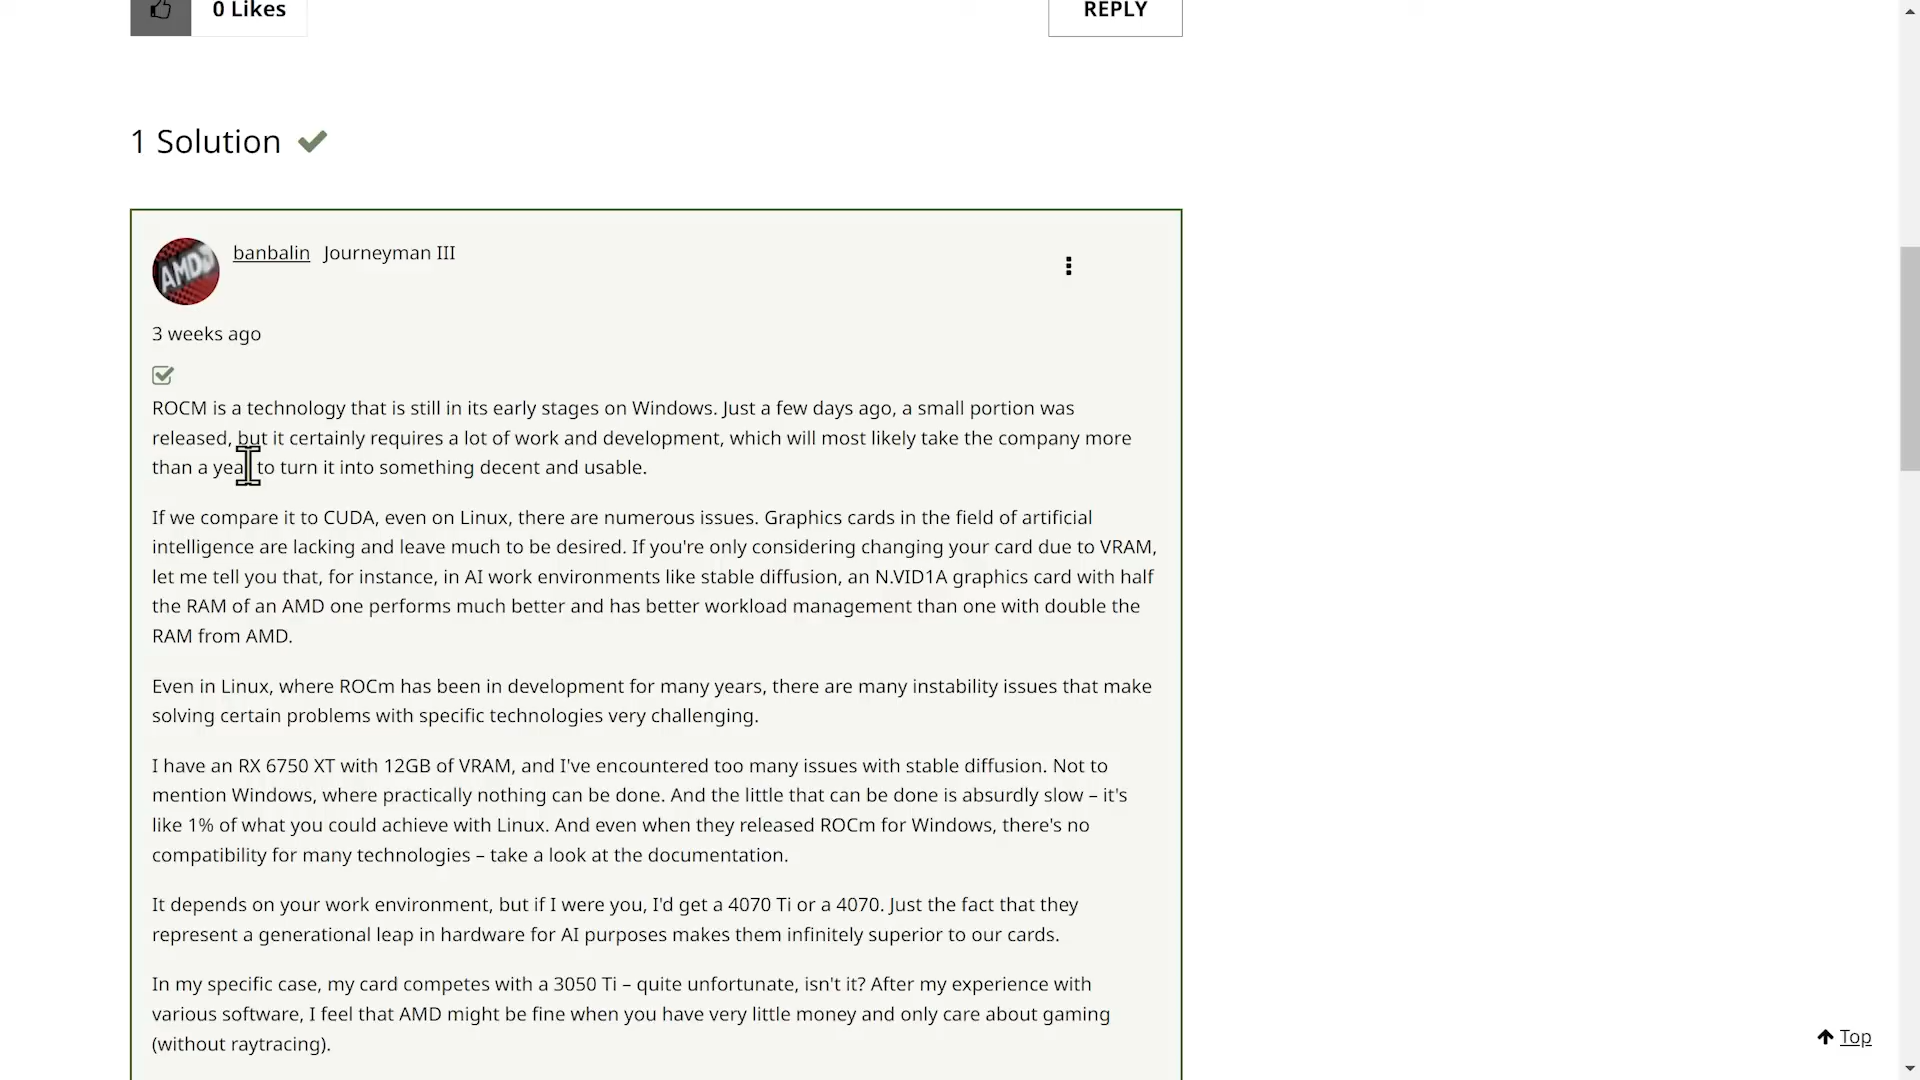 0 Likes
REPLY
1 Solution
AMD
banbalin Journeyman III
3 weeks ago
ROCM is a technology that is still in its early stages on Windows. Just a few days ago, a small portion was
released, but it certainly requires a lot of work and development, which will most likely take the company more
than a year to turn it into something decent and usable.
If we compare it to CUDA, even on Linux, there are numerous issues. Graphics cards in the field of artificial
intelligence are lacking and leave much to be desired. If you're only considering changing your card due to VRAM,
let me tell you that, for instance, in AI work environments like stable diffusion, an N.VID1A graphics card with half
the RAM of an AMD one performs much better and has better workload management than one with double the
RAM from AMD.
Even in Linux, where ROCm has been in development for many years, there are many instability issues that make
solving certain problems with specific technologies very challenging.
I have an RX 6750 XT with 12GB of VRAM, and I've encountered too many issues with stable diffusion. Not to
mention Windows, where practically nothing can be done. And the little that can be done is absurdly slow – it's
like 1% of what you could achieve with Linux. And even when they released ROCm for Windows, there's no
compatibility for many technologies – take a look at the documentation.
It depends on your work environment, but if I were you, I'd get a 4070 Ti or a 4070. Just the fact that they
represent a generational leap in hardware for AI purposes makes them infinitely superior to our cards.
In my specific case, my card competes with a 3050 Ti – quite unfortunate, isn't it? After my experience with
various software, I feel that AMD might be fine when you have very little money and only care about gaming
(without raytracing).
Top